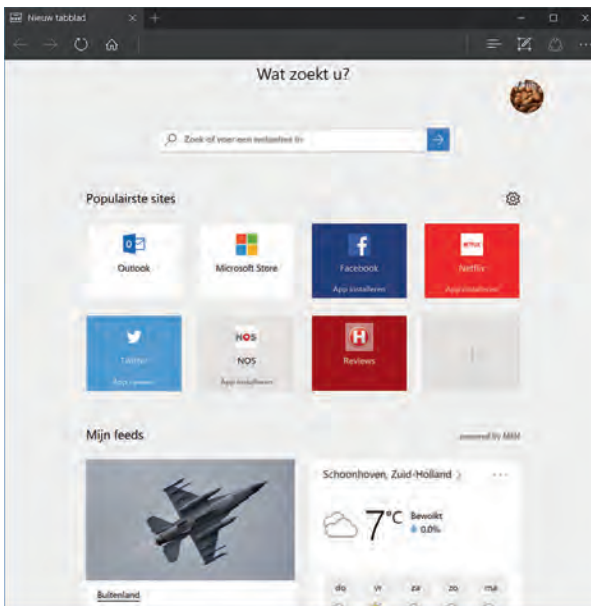 Nieuw tabblad
Wat zoekt u?
Zoek of voer een webadres in
Populairste sites
Outlook
Microsoft Store
Facebook
App installeren
Netflix
App installeren
Twitter
NOS
NOS
App installeren
H
Reviews
Mijn feeds
powered by MSN
Schoonhoven, Zuid-Holland >
7°C
Bewolkt
0.0%
Buitenland
do vr za zo ma